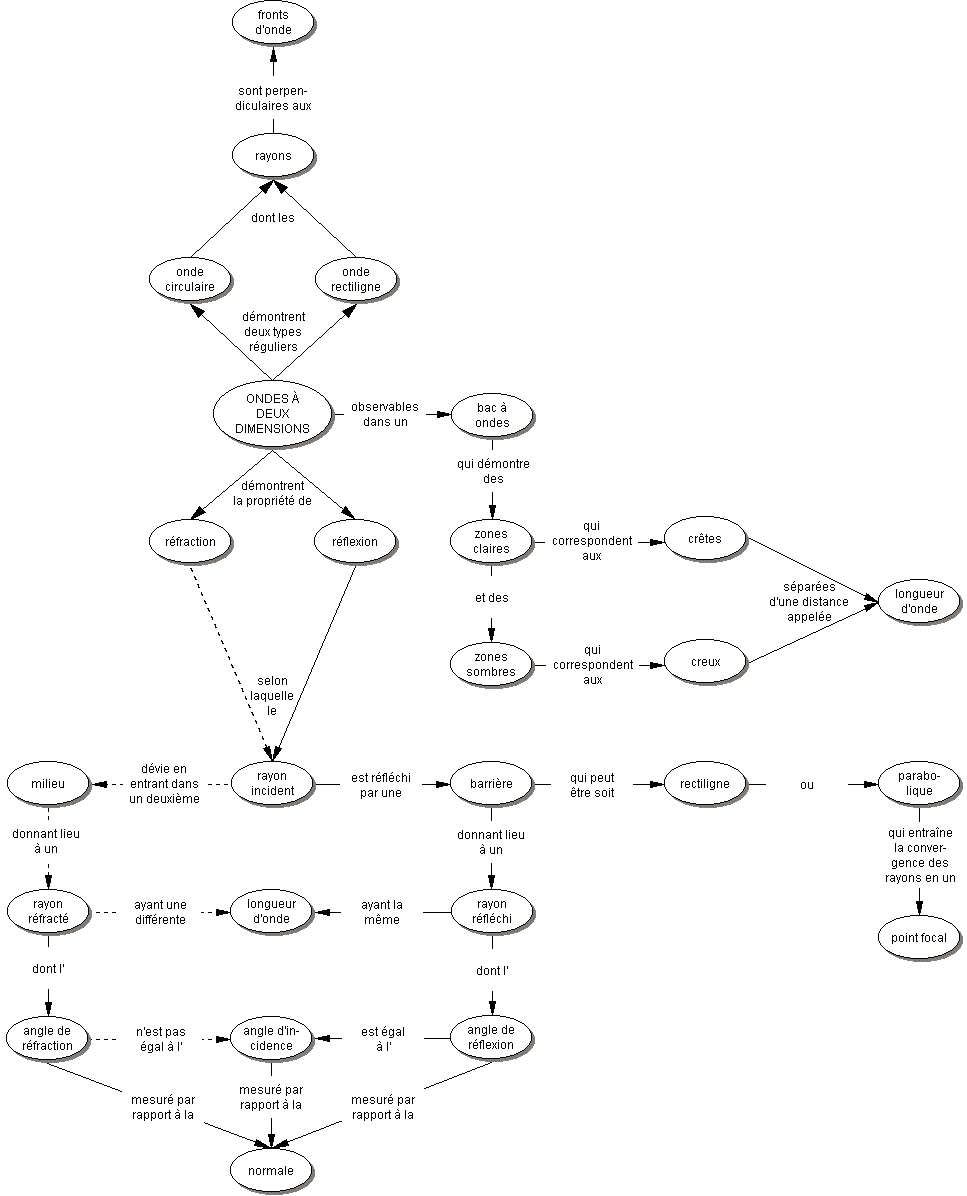 fronts
d'onde
sont perpen-
diculaires aux
rayons
dont les
onde
circulaire
onde
rectiligne
démontrent
deux types
réguliers
ONDES À
DEUX
DIMENSIONS
observables
dans un
bac à
ondes
qui démontre
des
démontrent
la propriété de
réfraction
réflexion
zones
claires
qui
correspondent
aux
crêtes
séparées
d'une distance
appelée
longueur
d'onde
et des
zones
sombres
qui
correspondent
aux
creux
selon
laquelle
le
milieu
dévie en
entrant dans
un deuxième
rayon
incident
est réfléchi
par une
barrière
qui peut
être soit
rectiligne
ou
parabo-
lique
donnant lieu
à un
donnant lieu
à un
qui entraîne
la conver-
gence des
rayons en un
rayon
réfracté
ayant une
différente
longueur
d'onde
ayant la
même
rayon
réfléchi
point focal
dont l'
dont l'
angle de
réfraction
n'est pas
égal à l'
angle d'in-
cidence
est égal
à l'
angle de
réflexion
mesuré par
rapport à la
mesuré par
rapport à la
mesuré par
rapport à la
normale